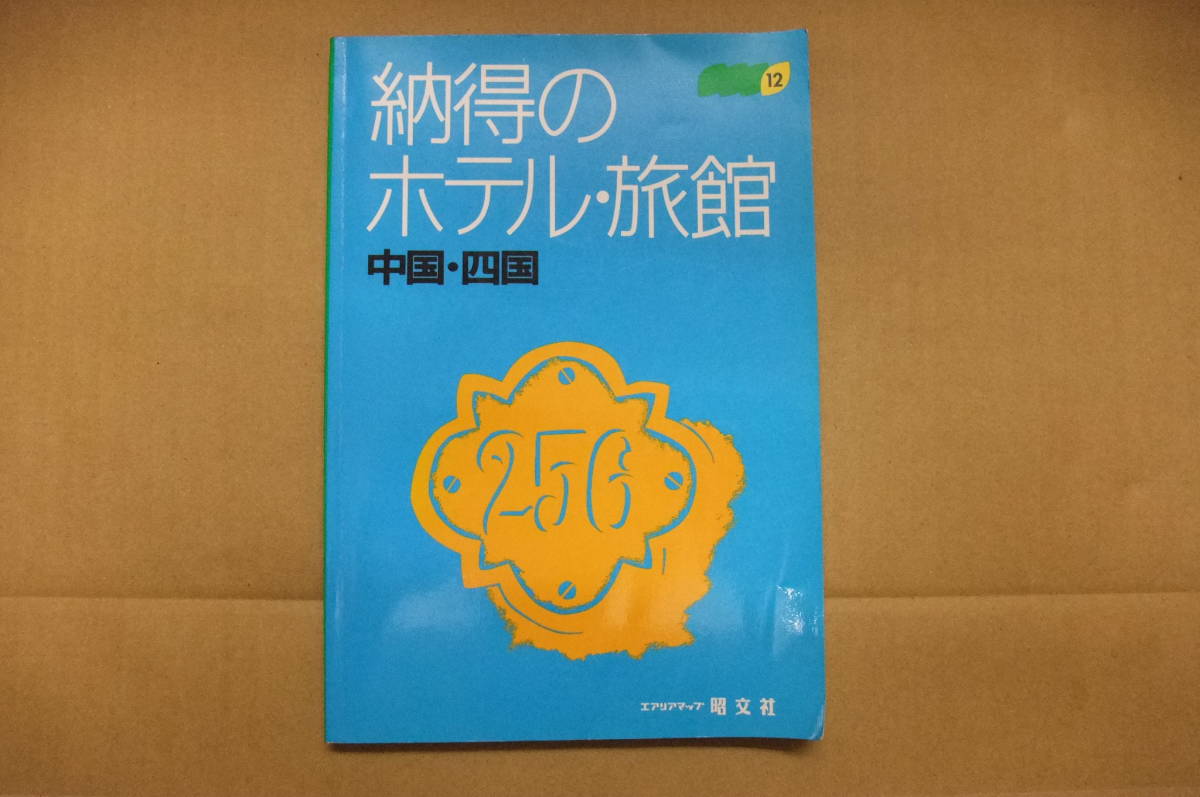 12
納得の
ホテル・旅館
中国・四国
256
エアリアマップ 昭文社